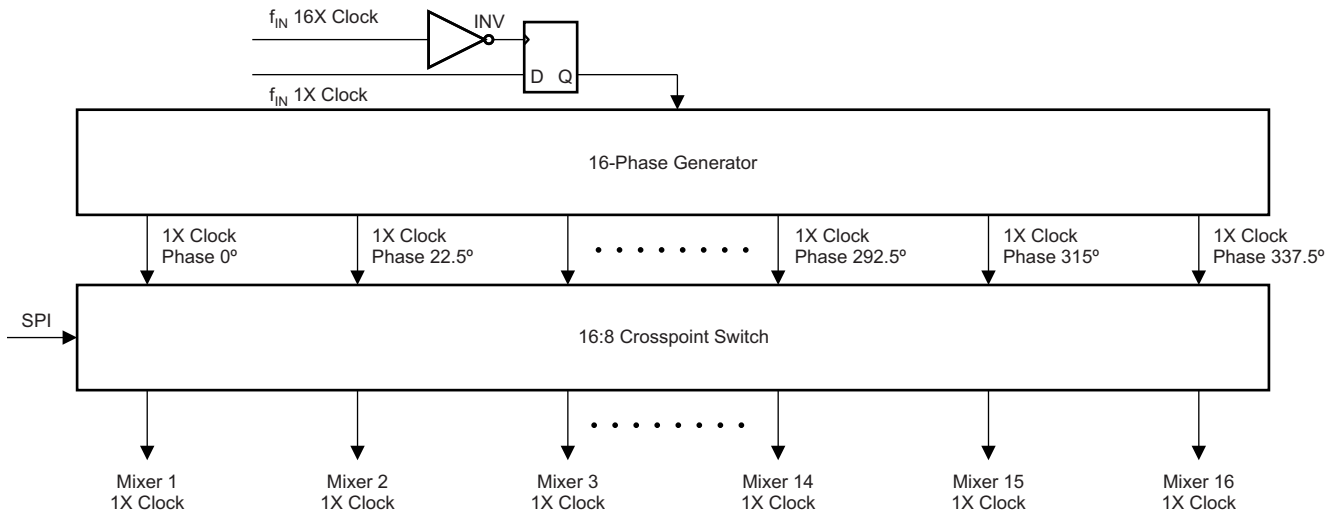 f_IN 16X Clock
INV
D Q
f_IN 1X Clock
16-Phase Generator
1X Clock
Phase 0º
1X Clock
Phase 22.5º
1X Clock
Phase 292.5º
1X Clock
Phase 315º
1X Clock
Phase 337.5º
SPI
16:8 Crosspoint Switch
Mixer 1
1X Clock
Mixer 2
1X Clock
Mixer 3
1X Clock
Mixer 14
1X Clock
Mixer 15
1X Clock
Mixer 16
1X Clock